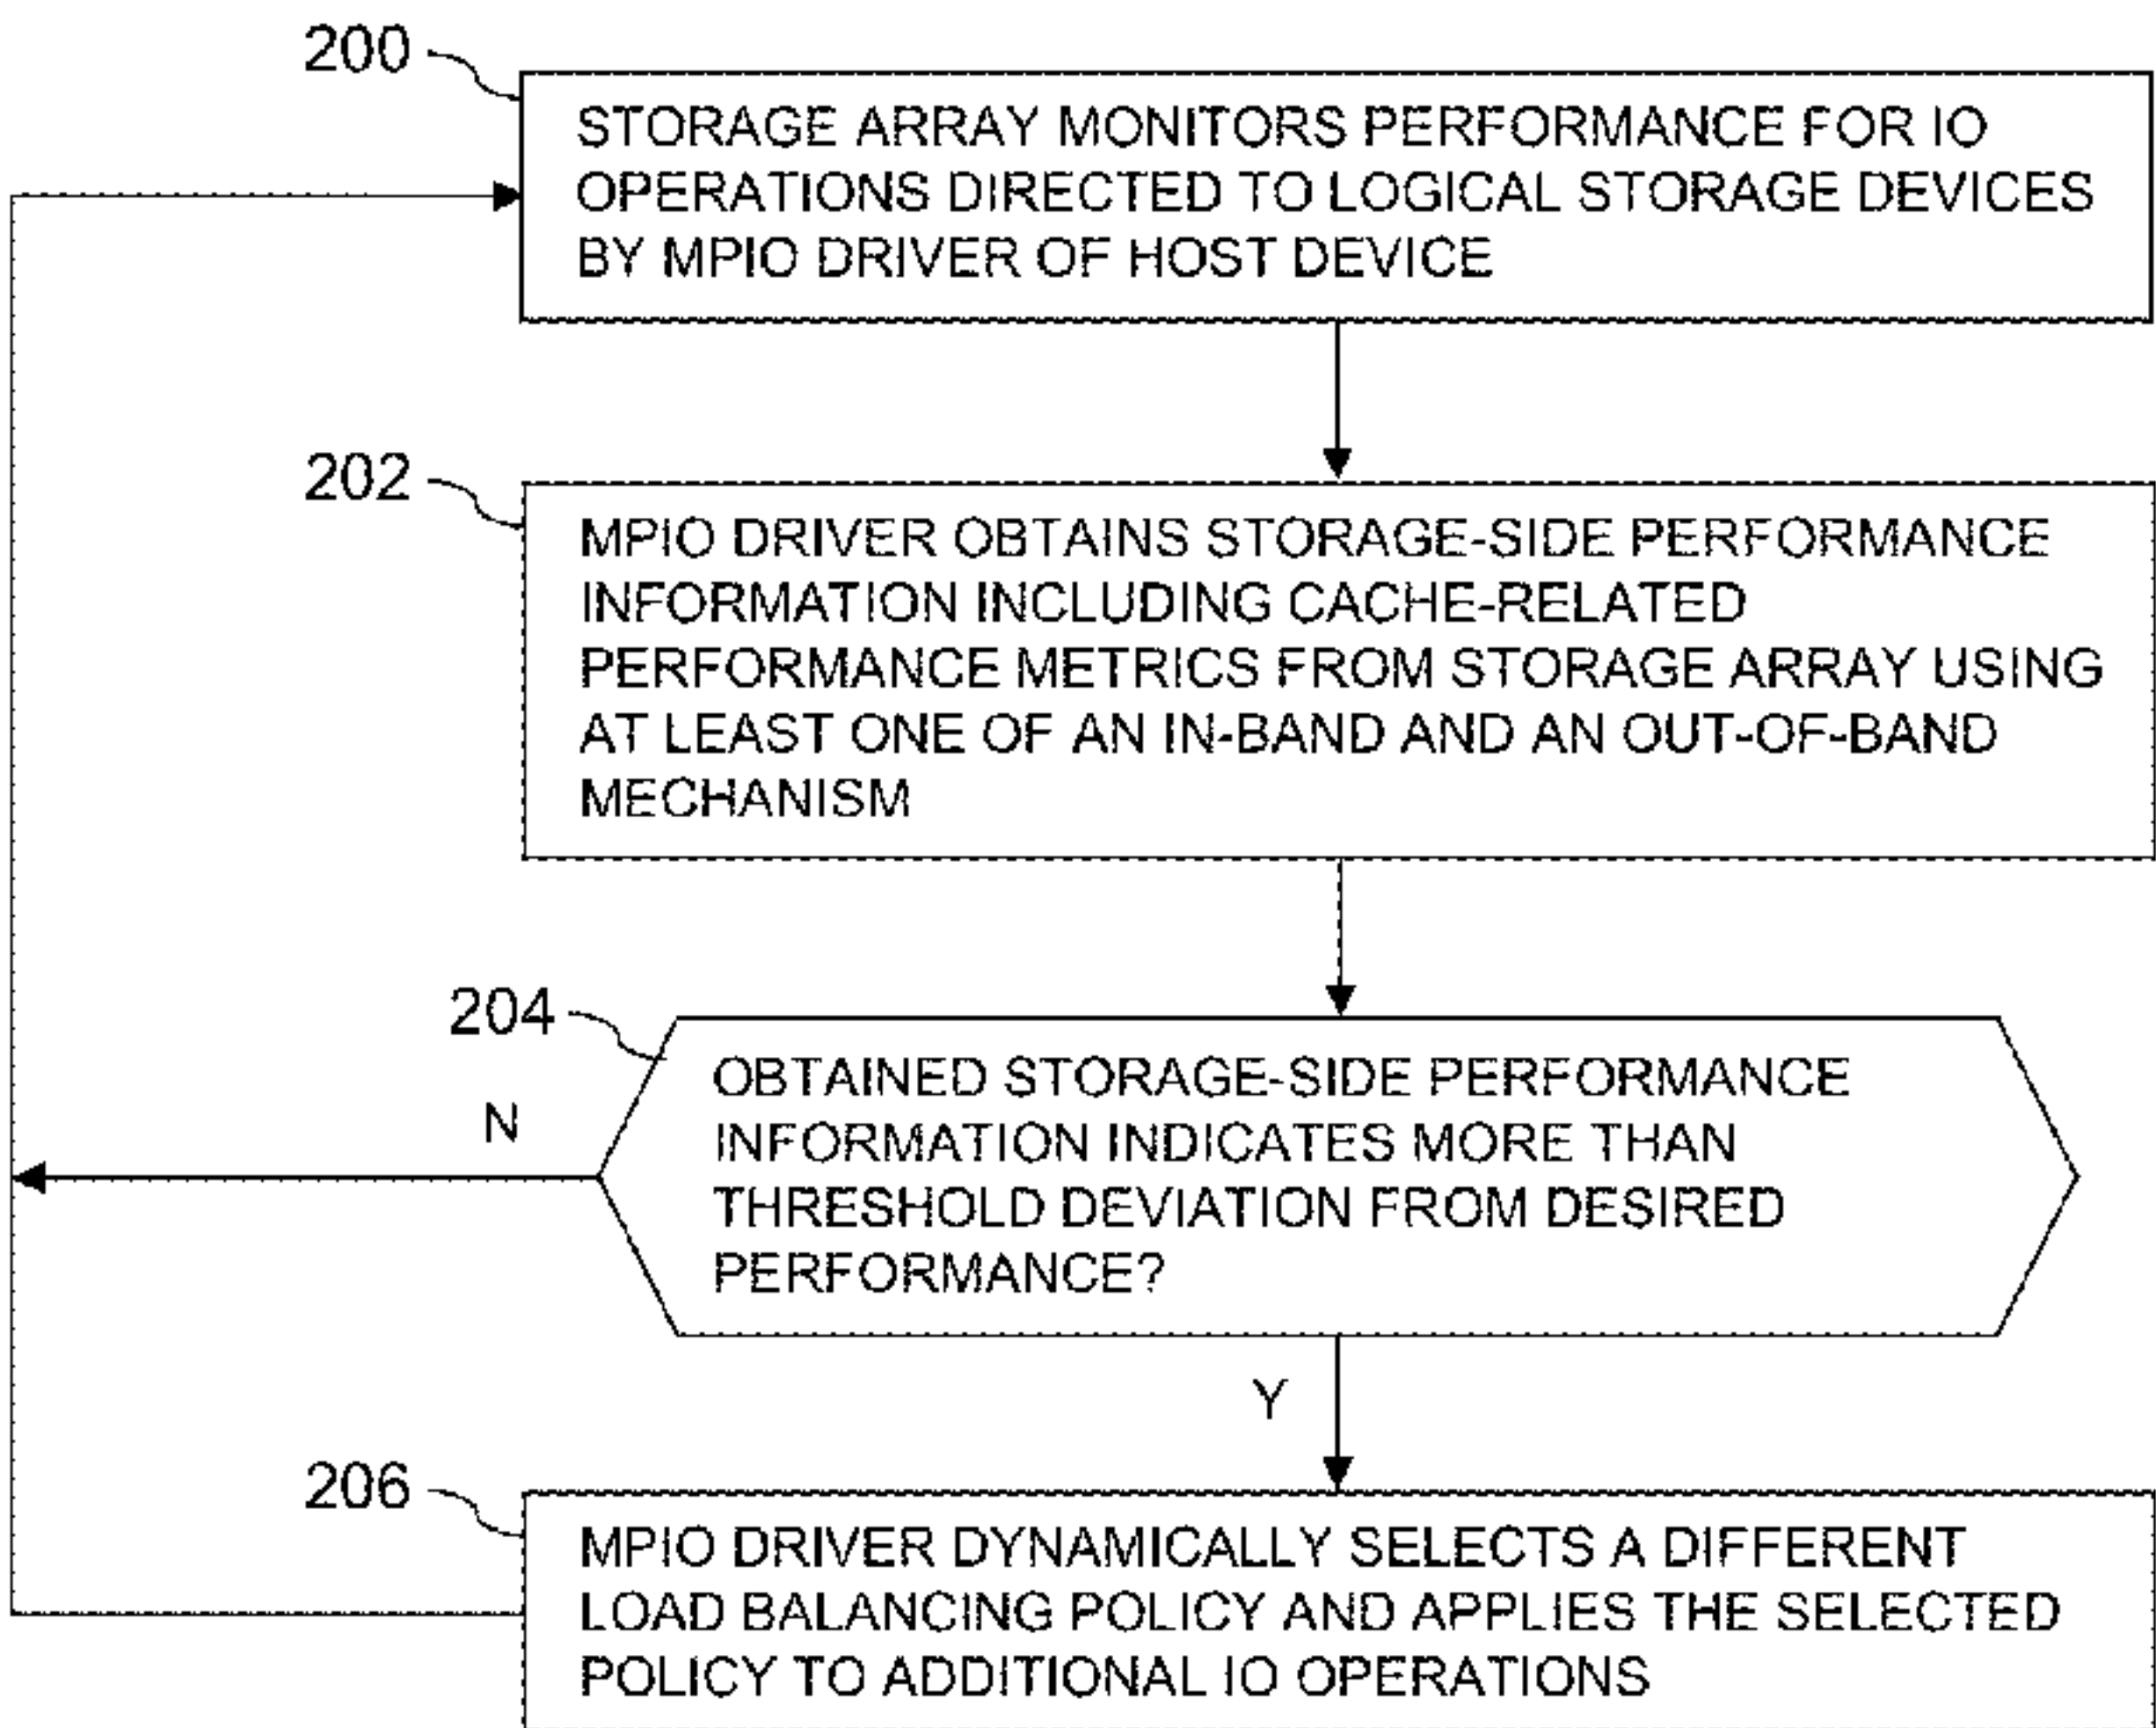 200
STORAGE ARRAY MONITORS PERFORMANCE FOR IO
OPERATIONS DIRECTED TO LOGICAL STORAGE DEVICES
BY MPIO DRIVER OF HOST DEVICE
202
MPIO DRIVER OBTAINS STORAGE-SIDE PERFORMANCE
INFORMATION INCLUDING CACHE-RELATED
PERFORMANCE METRICS FROM STORAGE ARRAY USING
AT LEAST ONE OF AN IN-BAND AND AN OUT-OF-BAND
MECHANISM
204
OBTAINED STORAGE-SIDE PERFORMANCE
INFORMATION INDICATES MORE THAN
THRESHOLD DEVIATION FROM DESIRED
PERFORMANCE?
N
Y
206
MPIO DRIVER DYNAMICALLY SELECTS A DIFFERENT
LOAD BALANCING POLICY AND APPLIES THE SELECTED
POLICY TO ADDITIONAL IO OPERATIONS